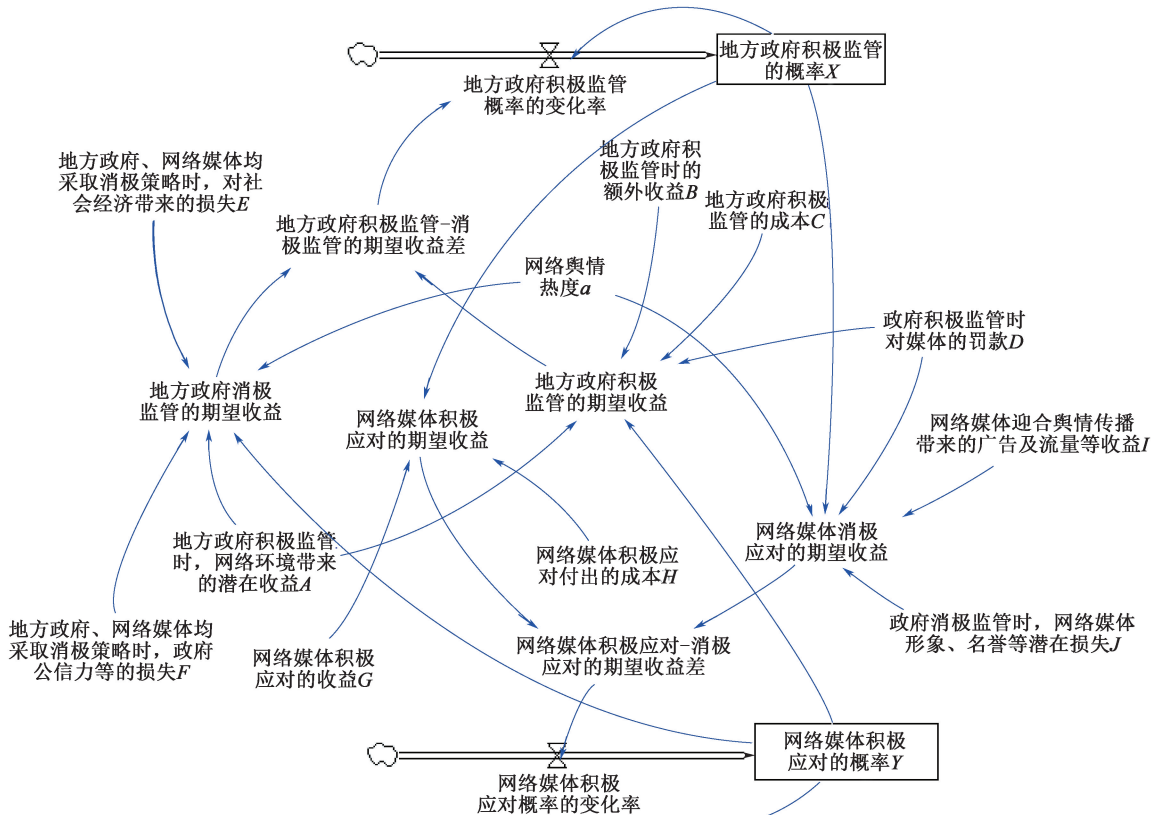 地方政府积极监管
的概率X
地方政府积极监管
概率的变化率
地方政府、网络媒体均
采取消极策略时，对社
会经济带来的损失E
地方政府积极监管-消
极监管的期望收益差
地方政府积
极监管时的
额外收益B
地方政府积极
监管的成本C
网络舆情
热度a
政府积极监管时
对媒体的罚款D
地方政府消极
监管的期望收益
网络媒体积极
应对的期望收益
地方政府积极
监管的期望收益
网络媒体迎合舆情传播
带来的广告及流量等收益I
地方政府积极监管
时，网络环境带来
的潜在收益A
网络媒体积极应
对付出的成本H
网络媒体消极
应对的期望收益
地方政府、网络媒体均
采取消极策略时，政府
公信力等的损失F
网络媒体积极
应对的收益G
网络媒体积极应对-消极
应对的期望收益差
政府消极监管时，网络媒体
形象、名誉等潜在损失J
网络媒体积极
应对的概率Y
网络媒体积极
应对概率的变化率